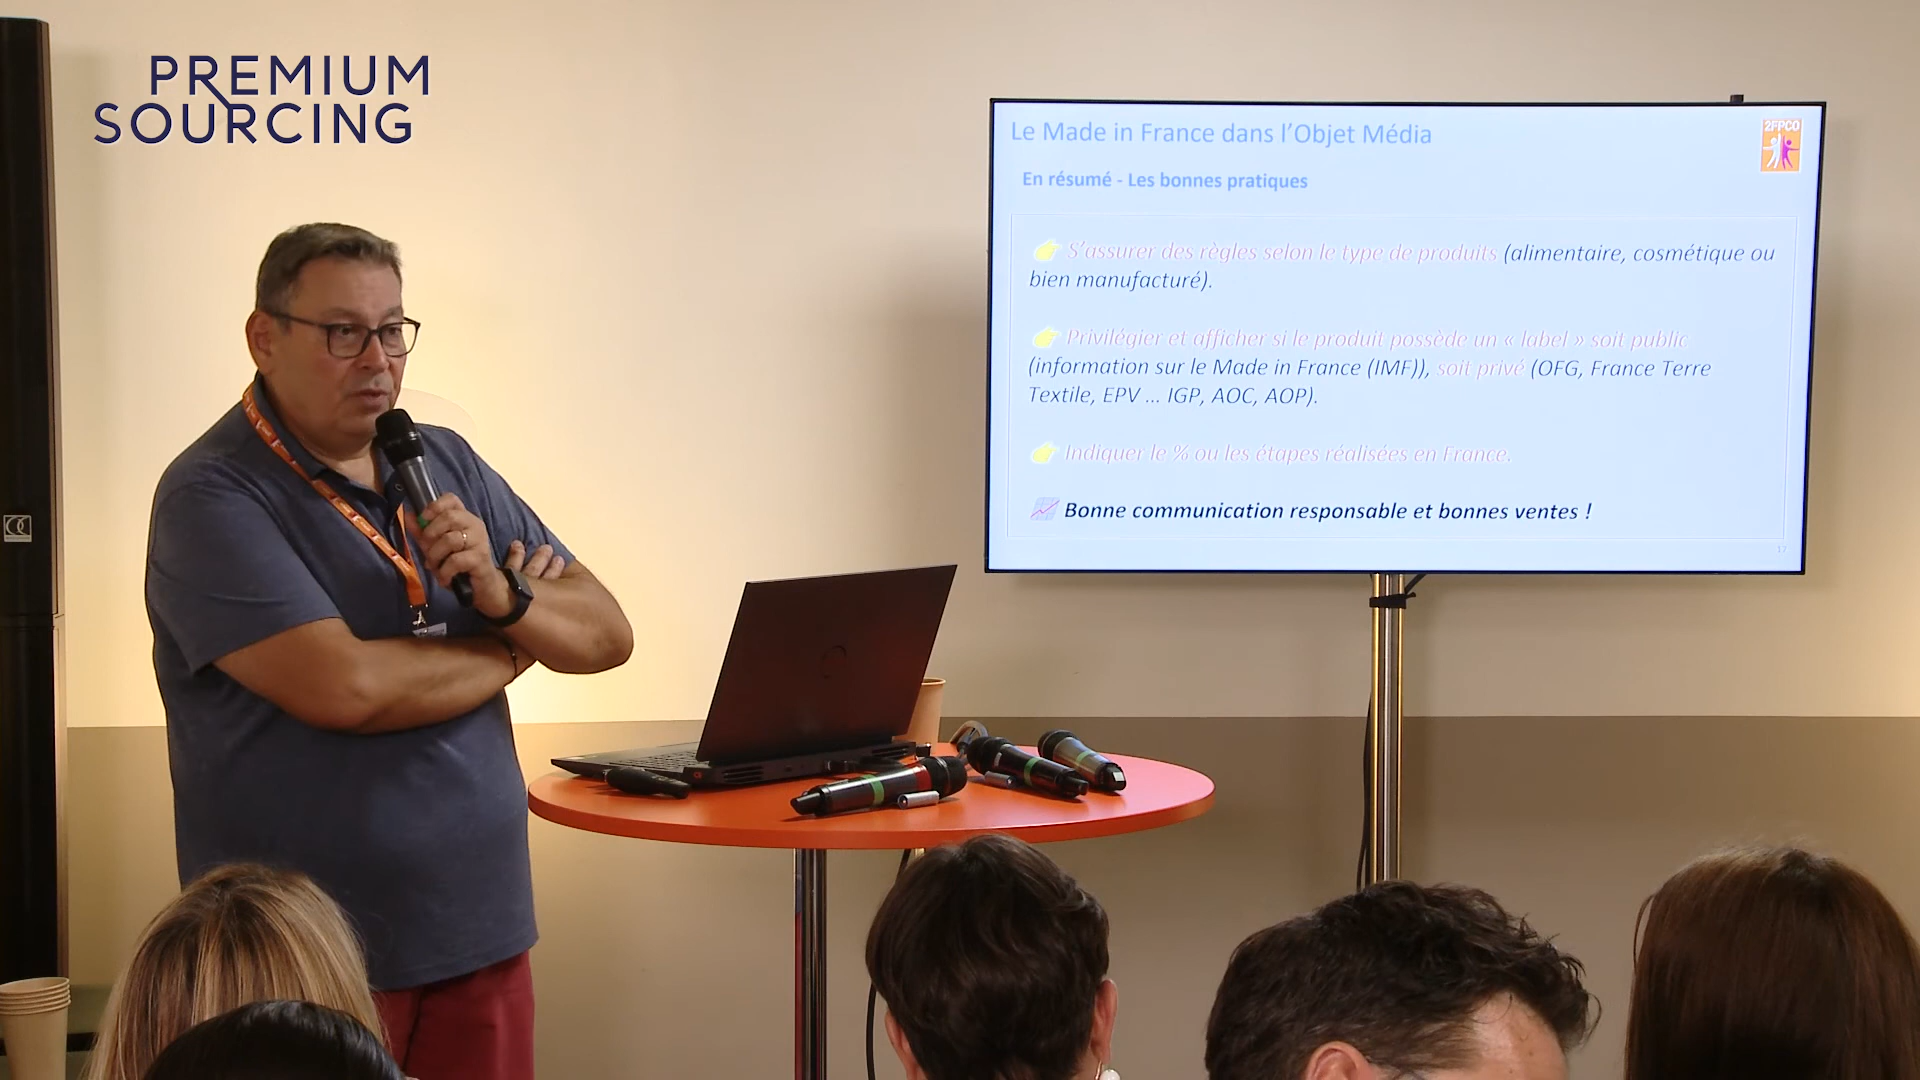 PREMIUM
SOURCING
Le Made in France dans l'Objet Média
2FPCO
En résumé - Les bonnes pratiques
👉 S'assurer des règles selon le type de produits (alimentaire, cosmétique ou
bien manufacturé).
👉 Privilégier et afficher si le produit possède un « label » soit public
(information sur le Made in France (IMF)), soit privé (OFG, France Terre
Textile, EPV ... IGP, AOC, AOP).
👉 Indiquer le % ou les étapes réalisées en France.
📈 Bonne communication responsable et bonnes ventes !
17